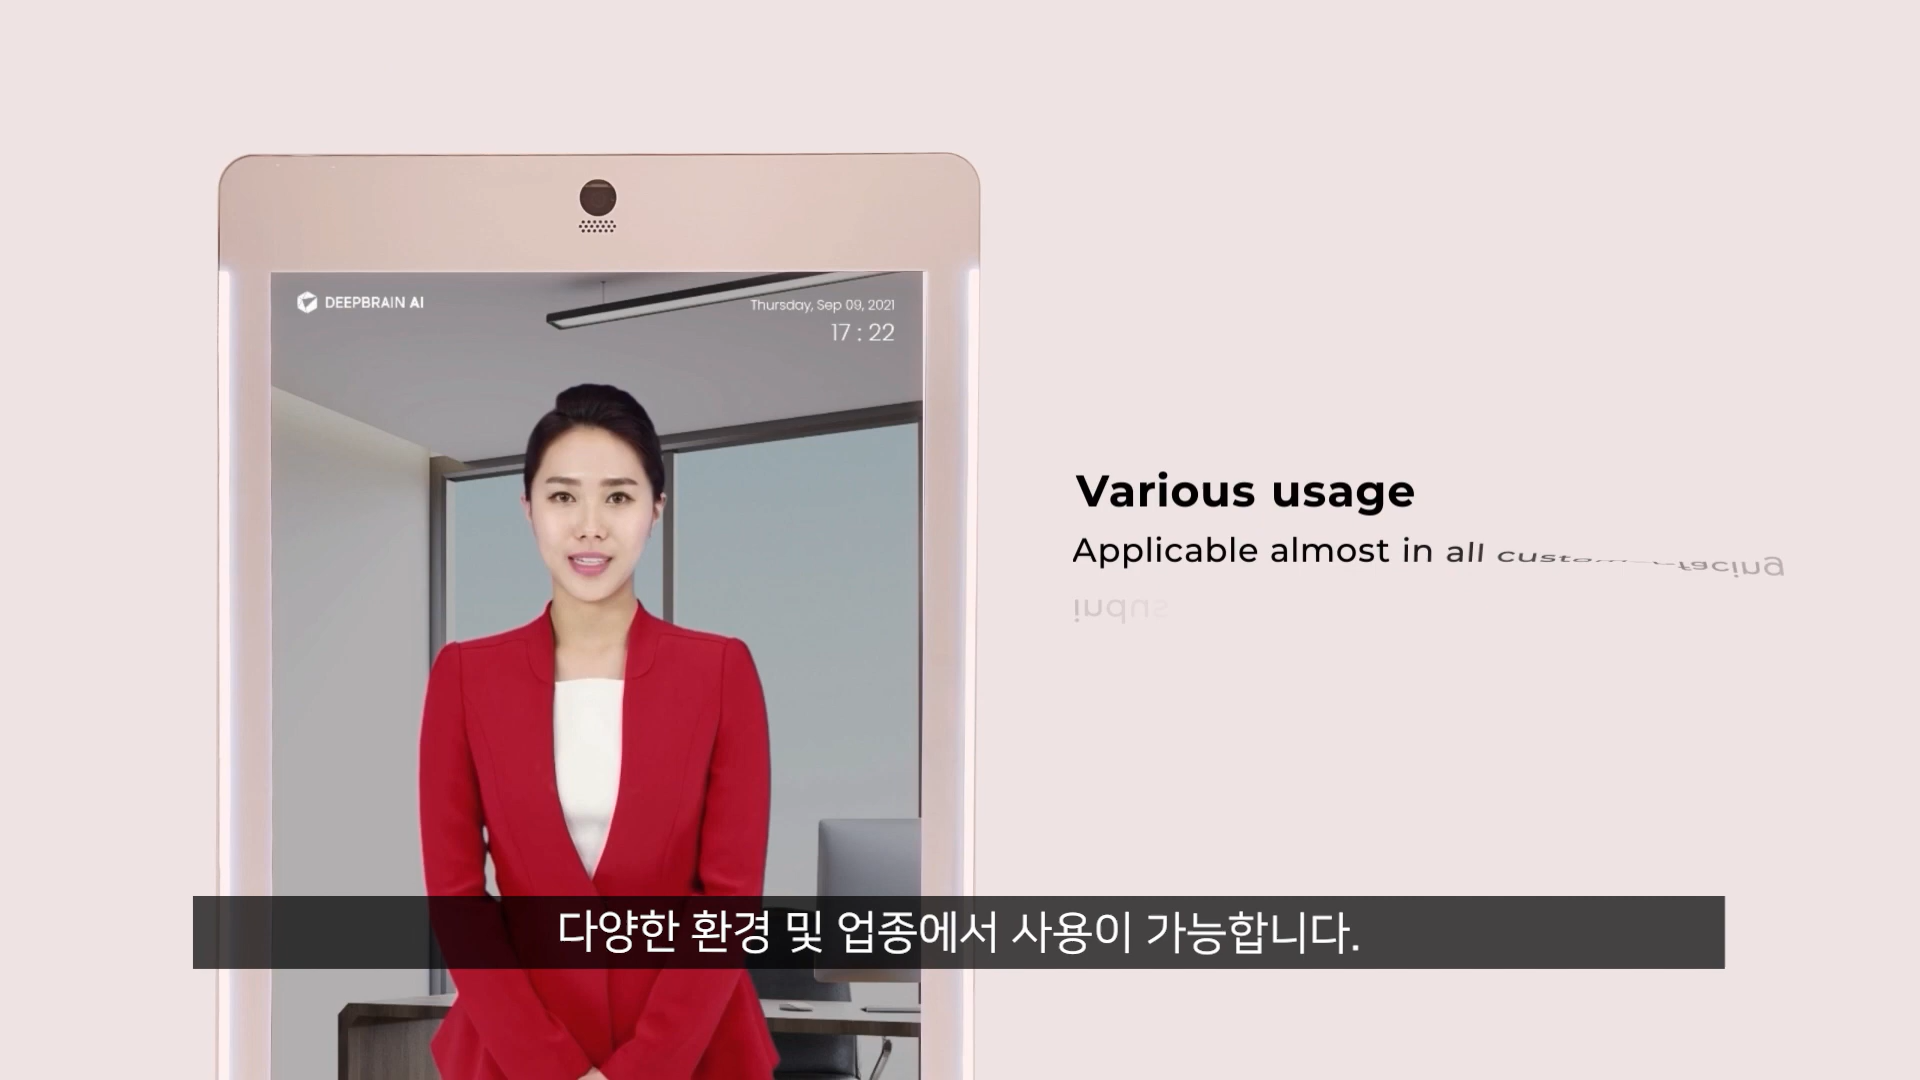 DEEPBRAIN AI
Thursday, Sep 09, 2021
17 : 22
Various usage
Applicable almost in all facing
다양한 환경 및 업종에서 사용이 가능합니다.